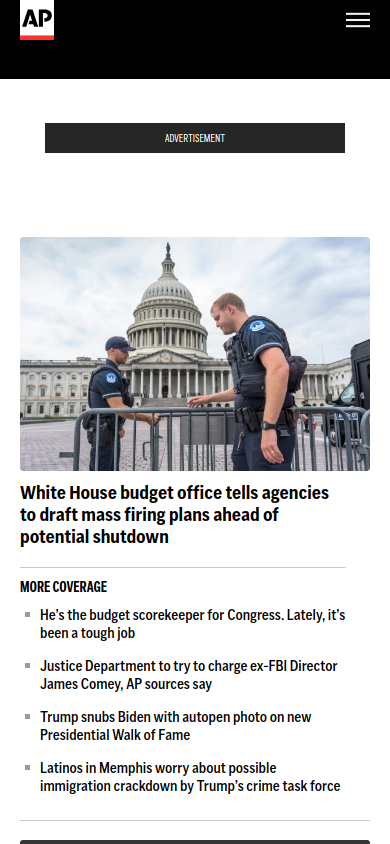 AP
ADVERTISEMENT
White House budget office tells agencies
to draft mass firing plans ahead of
potential shutdown
MORE COVERAGE
He's the budget scorekeeper for Congress. Lately, it's
been a tough job
Justice Department to try to charge ex-FBI Director
James Comey, AP sources say
Trump snubs Biden with autopen photo on new
Presidential Walk of Fame
Latinos in Memphis worry about possible
immigration crackdown by Trump's crime task force